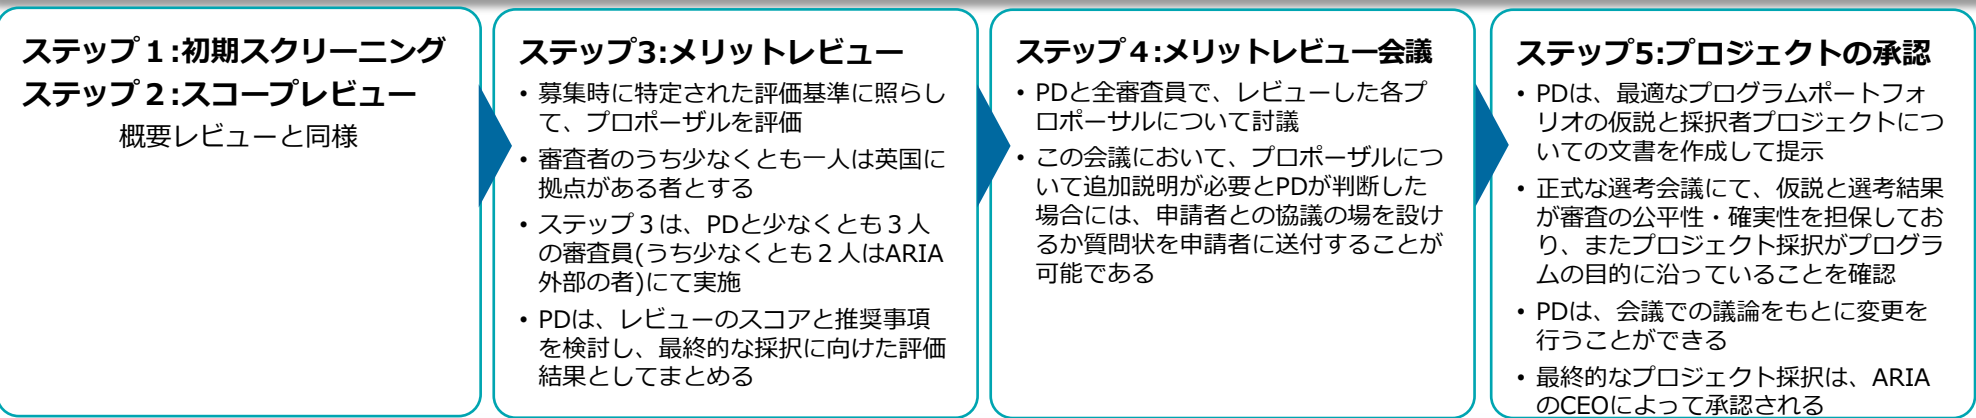 ステップ１:初期スクリーニング
ステップ２:スコープレビュー
概要レビューと同様
ステップ3:メリットレビュー
• 募集時に特定された評価基準に照らし
て、プロポーザルを評価
• 審査者のうち少なくとも一人は英国に
拠点がある者とする
• ステップ３は、PDと少なくとも３人
の審査員(うち少なくとも２人はARIA
外部の者)にて実施
• PDは、レビューのスコアと推奨事項
を検討し、最終的な採択に向けた評価
結果としてまとめる
ステップ４:メリットレビュー会議
• PDと全審査員で、レビューした各プ
ロポーサルについて討議
• この会議において、プロポーザルにつ
いて追加説明が必要とPDが判断した
場合には、申請者との協議の場を設け
るか質問状を申請者に送付することが
可能である
ステップ5:プロジェクトの承認
• PDは、最適なプログラムポートフォ
リオの仮説と採択者プロジェクトにつ
いての文書を作成して提示
• 正式な選考会議にて、仮説と選考結果
が審査の公平性・確実性を担保してお
り、またプロジェクト採択がプログラ
ムの目的に沿っていることを確認
• PDは、会議での議論をもとに変更を
行うことができる
• 最終的なプロジェクト採択は、ARIA
のCEOによって承認される